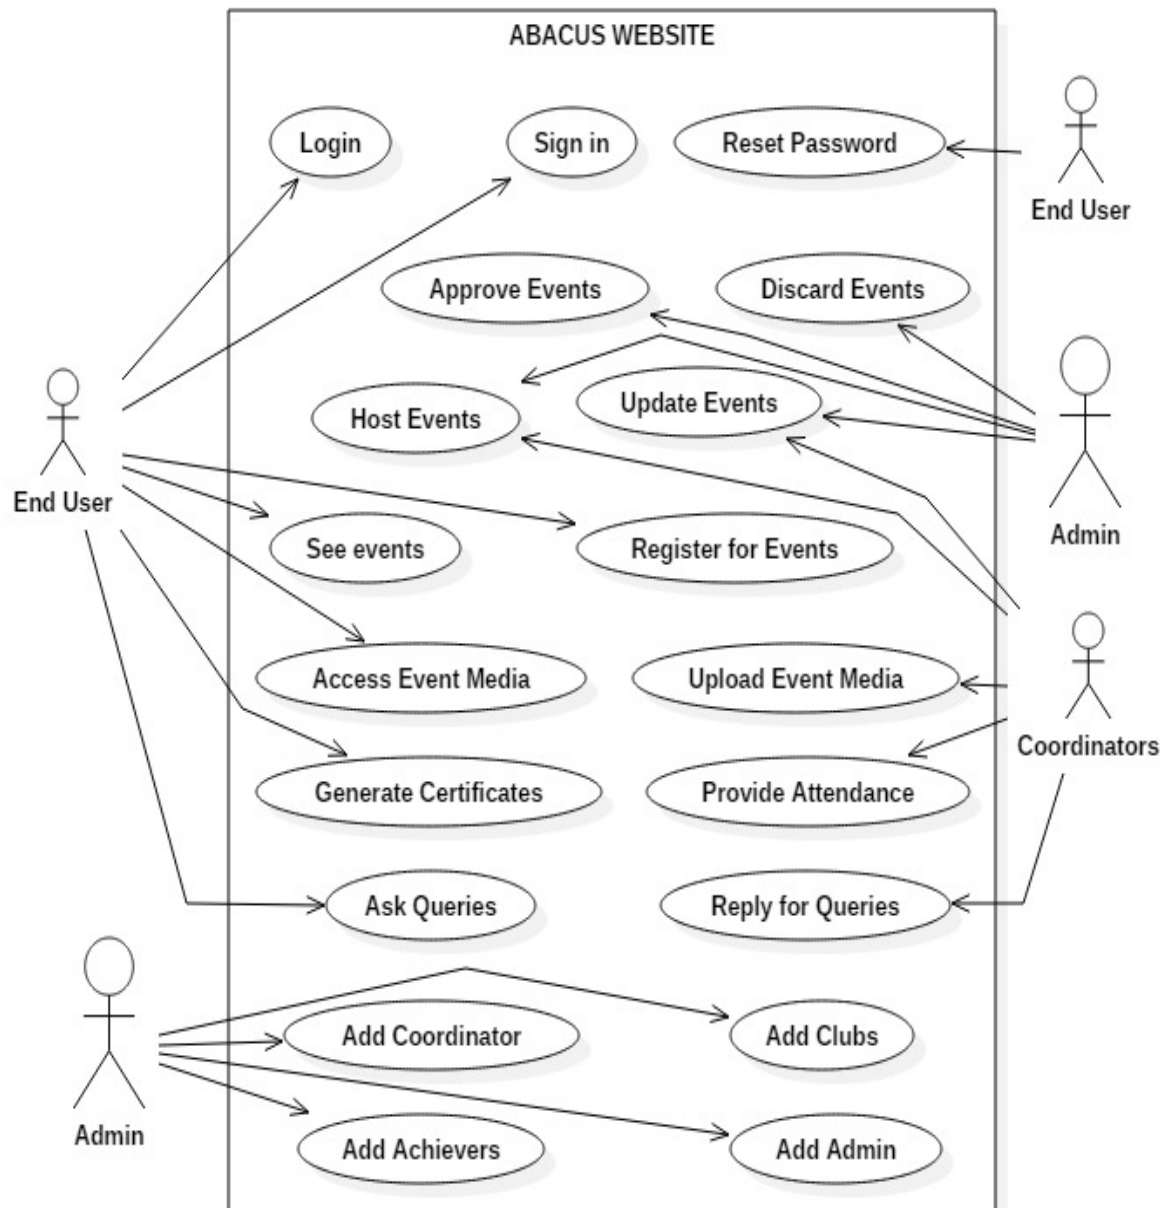 ABACUS WEBSITE
Login
Sign in
Reset Password
End User
Approve Events
Discard Events
Host Events
Update Events
End User
Admin
See events
Register for Events
Access Event Media
Upload Event Media
Coordinators
Generate Certificates
Provide Attendance
Ask Queries
Reply for Queries
Add Coordinator
Add Clubs
Admin
Add Achievers
Add Admin